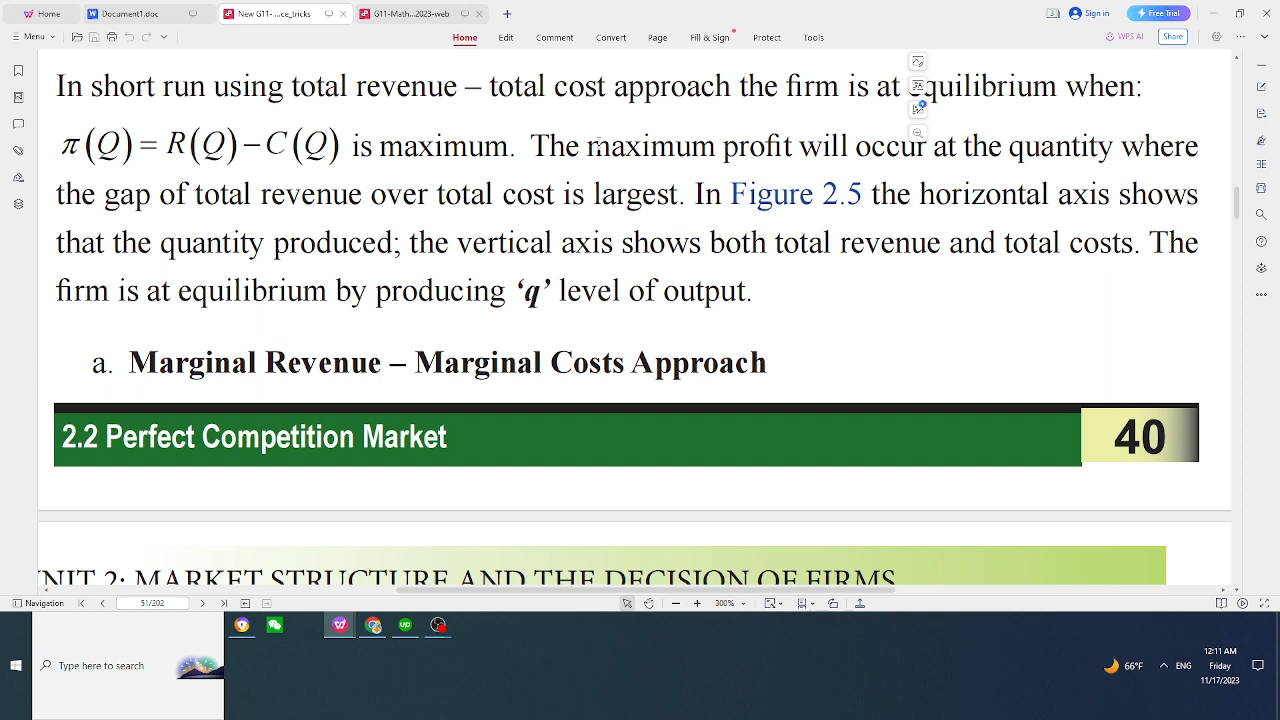 Home
Document1.doc
New G11- ...ce_tricks
G11-Math...2023-web
Sign in
Free Trial
Menu
Home Edit Comment Convert Page Fill & Sign Protect Tools
WPS AI
Share
In short run using total revenue – total cost approach the firm is at equilibrium when:
π(Q) = R(Q) – C(Q) is maximum. The maximum profit will occur at the quantity where
the gap of total revenue over total cost is largest. In Figure 2.5 the horizontal axis shows
that the quantity produced; the vertical axis shows both total revenue and total costs. The
firm is at equilibrium by producing ‘q’ level of output.
a. Marginal Revenue – Marginal Costs Approach
2.2 Perfect Competition Market 40
UNIT 2: MARKET STRUCTURE AND THE DECISION OF FIRMS
Navigation
51/202
300%
Type here to search
66°F
ENG
12:11 AM
Friday
11/17/2023